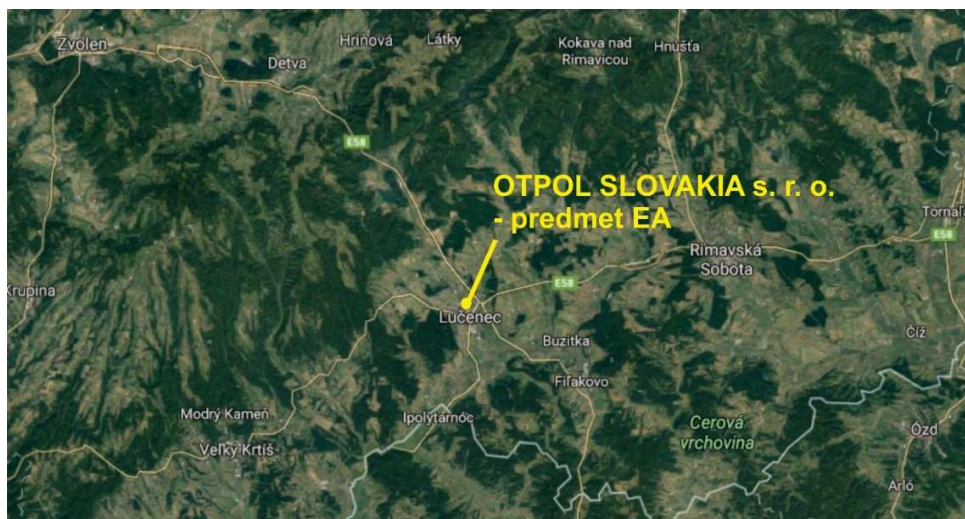 Zvolen
Hriňová
Látky
Kokava nad
Rimavicou
Hnúšťa
Detva
E58
OTPOL SLOVAKIA s. r. o.
- predmet EA
Tornaľa
E58
Rimavská
Sobota
Krupina
E58
Lučenec
Buzitka
Číž
Fiľakovo
Modrý Kameň
Ipolytarnóc
Cerová
vrchovina
Veľký Krtíš
Ózd
Arló